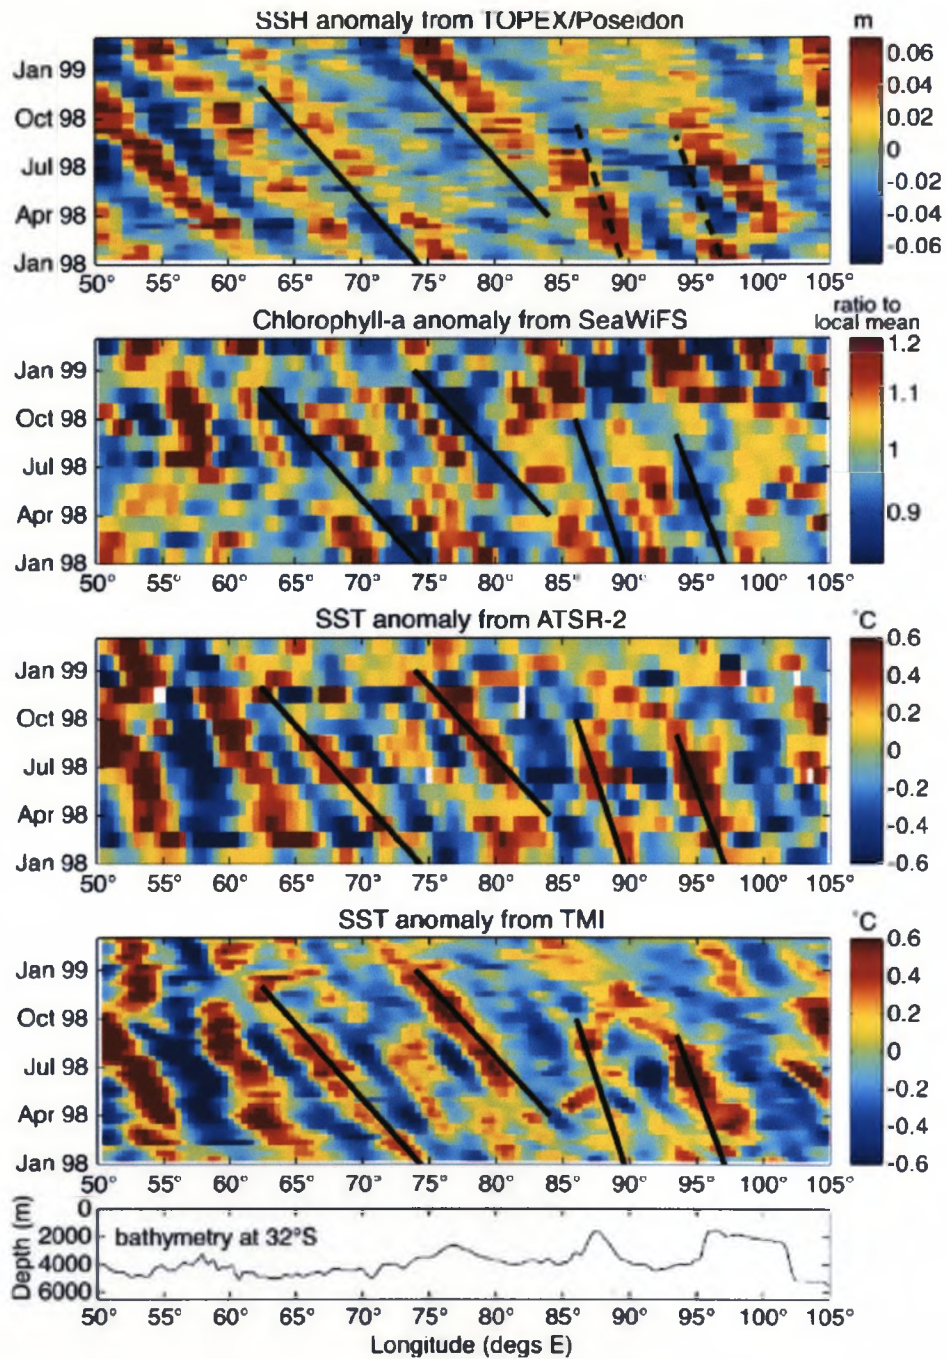 SSH anomaly from TOPEX/Poseidon
m
Jan 99
Oct 98
Jul 98
Apr 98
Jan 98
0.06
0.04
0.02
0
-0.02
-0.04
-0.06
50° 55° 60° 65° 70° 75° 80° 85° 90° 95° 100° 105°
Chlorophyll-a anomaly from SeaWiFS
ratio to
local mean
Jan 99
Oct 98
Jul 98
Apr 98
Jan 98
1.2
1.1
1
0.9
50° 55° 60° 65° 70° 75° 80° 85° 90° 95° 100° 105°
SST anomaly from ATSR-2
°C
Jan 99
Oct 98
Jul 98
Apr 98
Jan 98
0.6
0.4
0.2
0
-0.2
-0.4
-0.6
50° 55° 60° 65° 70° 75° 80° 85° 90° 95° 100° 105°
SST anomaly from TMI
°C
Jan 99
Oct 98
Jul 98
Apr 98
Jan 98
0.6
0.4
0.2
0
-0.2
-0.4
-0.6
50° 55° 60° 65° 70° 75° 80° 85° 90° 95° 100° 105°
Depth (m)
0
2000
4000
6000
bathymetry at 32°S
50° 55° 60° 65° 70° 75° 80° 85° 90° 95° 100° 105°
Longitude (degs E)